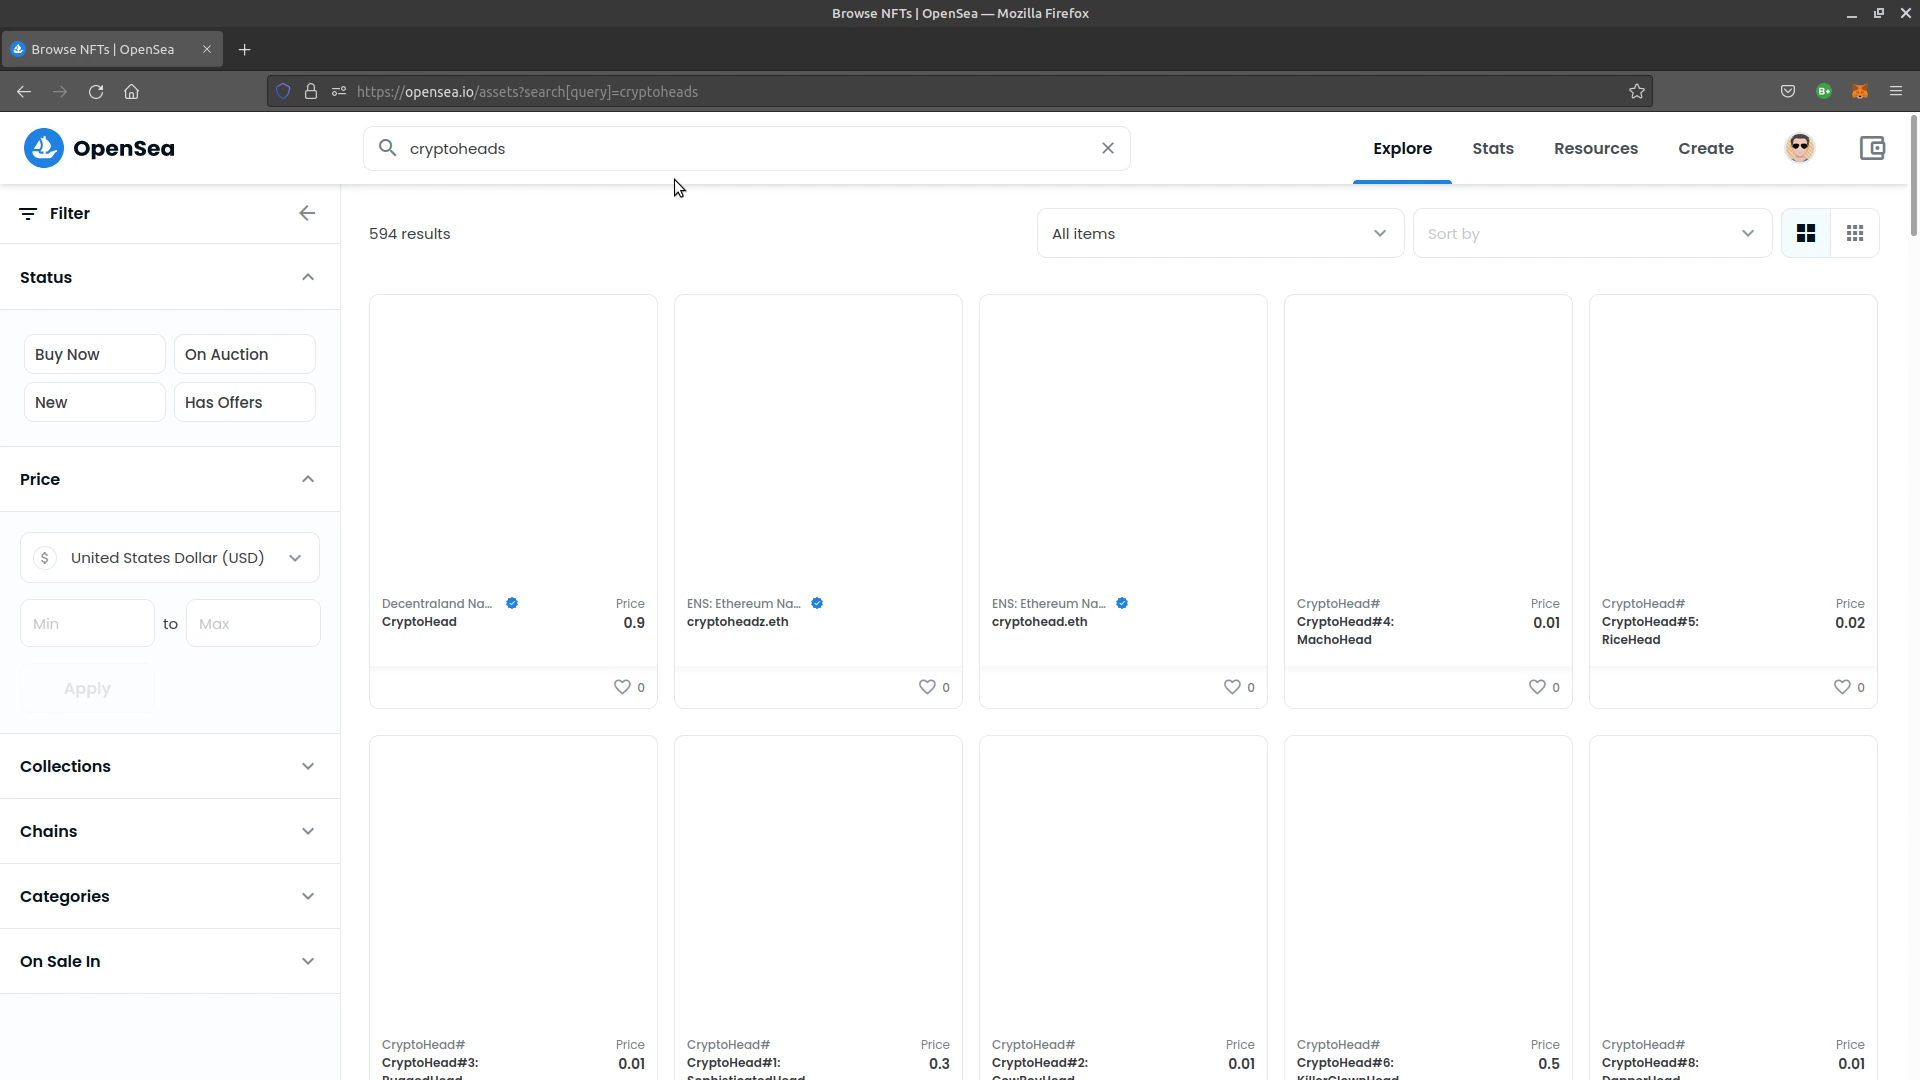 Browse NFTs | OpenSea — Mozilla Firefox
Browse NFTs | OpenSea
https://opensea.io/assets?search[query]=cryptoheads
B+
OpenSea
cryptoheads
Explore
Stats
Resources
Create
Filter
594 results
All items
Sort by
Status
Buy Now
On Auction
New
Has Offers
Price
$ United States Dollar (USD)
Min
to
Max
Apply
Collections
Chains
Categories
On Sale In
Decentraland Na...
Price
CryptoHead
0.9
0
ENS: Ethereum Na...
cryptoheadz.eth
0
ENS: Ethereum Na...
cryptohead.eth
0
CryptoHead#
Price
CryptoHead#4:
0.01
MachoHead
0
CryptoHead#
Price
CryptoHead#5:
0.02
RiceHead
0
CryptoHead#
Price
CryptoHead#3:
0.01
CryptoHead#
Price
CryptoHead#1:
0.3
SophisticatedHead
CryptoHead#
Price
CryptoHead#2:
0.01
CowBoyHead
CryptoHead#
Price
CryptoHead#6:
0.5
KillerClownHead
CryptoHead#
Price
CryptoHead#8:
0.01
DapperHead